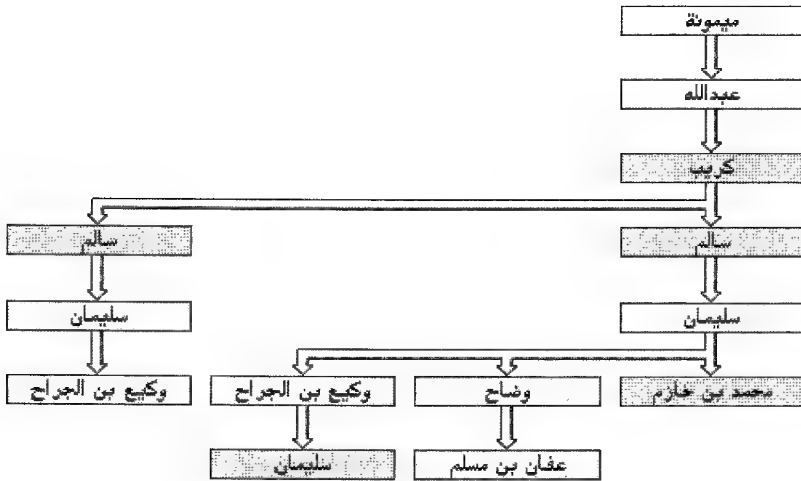 ميمونة
عبدالله
كريب
سالم
سالم
سليمان
سليمان
محمد بن خازم
وضاح
وكيع بن الجراح
وكيع بن الجراح
عفان بن مسلم
سليمان